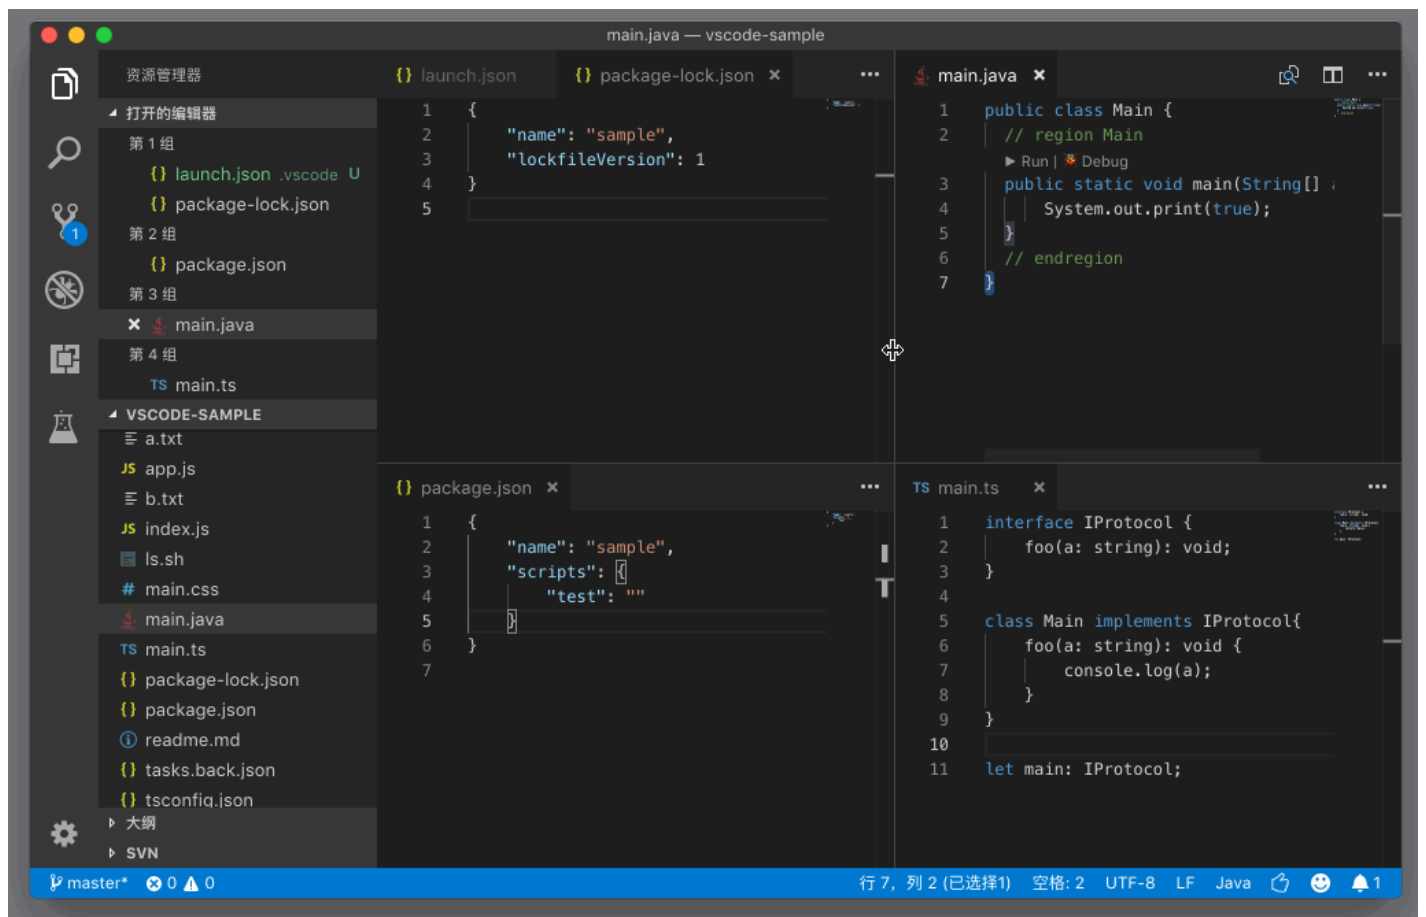 main.java — vscode-sample
资源管理器
打开的编辑器
第 1 组
{} launch.json .vscode U
{} package-lock.json
第 2 组
{} package.json
第 3 组
main.java
第 4 组
TS main.ts
VSCODE-SAMPLE
a.txt
JS app.js
b.txt
JS index.js
ls.sh
# main.css
main.java
TS main.ts
{} package-lock.json
{} package.json
readme.md
{} tasks.back.json
{} tsconfig.json
大纲
SVN
{} launch.json
{} package-lock.json
1 {
2 "name": "sample",
3 "lockfileVersion": 1
4 }
5
main.java
1 public class Main {
2 // region Main
Run | Debug
3 public static void main(String[]
4 System.out.print(true);
5 }
6 // endregion
7 }
{} package.json
1 {
2 "name": "sample",
3 "scripts": {
4 "test": ""
5 }
6 }
7
TS main.ts
1 interface IProtocol {
2 foo(a: string): void;
3 }
4
5 class Main implements IProtocol{
6 foo(a: string): void {
7 console.log(a);
8 }
9 }
10
11 let main: IProtocol;
1
master* 0 0
行 7，列 2 (已选择1) 空格: 2 UTF-8 LF Java 1